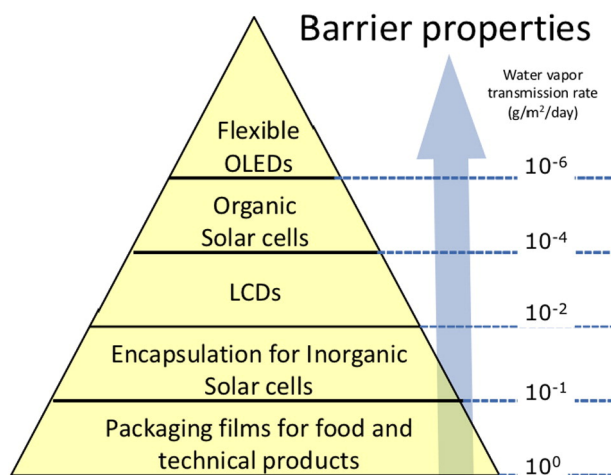 Barrier properties
Water vapor
transmission rate
(g/m²/day)
Flexible
OLEDs
10⁻⁶
Organic
Solar cells
10⁻⁴
LCDs
10⁻²
Encapsulation for Inorganic
Solar cells
10⁻¹
Packaging films for food and
technical products
10⁰